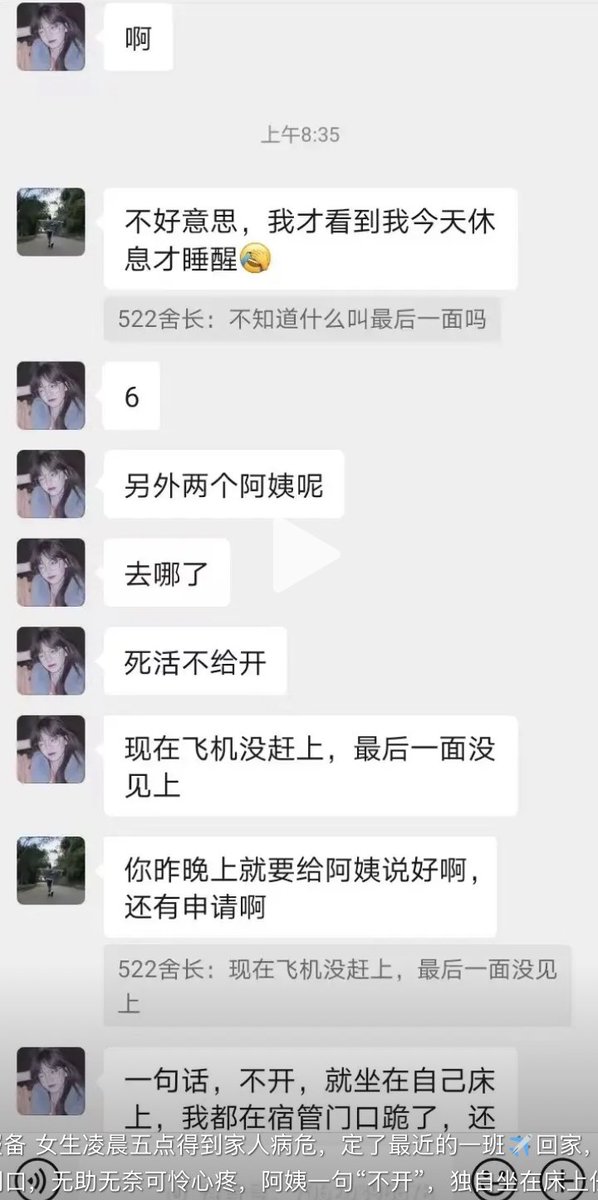 啊
上午8:35
不好意思，我才看到我今天休
息才睡醒🤦
522舍长：不知道什么叫最后一面吗
6
另外两个阿姨呢
去哪了
死活不给开
现在飞机没赶上，最后一面没
见上
你昨晚上就要给阿姨说好啊，
还有申请啊
522舍长：现在飞机没赶上，最后一面没见
上
一句话，不开，就坐在自己床
上，我都在宿管门口跪了，还
备 女生凌晨五点得到家人病危，定了最近的一班✈️回家，
门口，无助无奈可怜心疼，阿姨一句“不开”，独自坐在床上